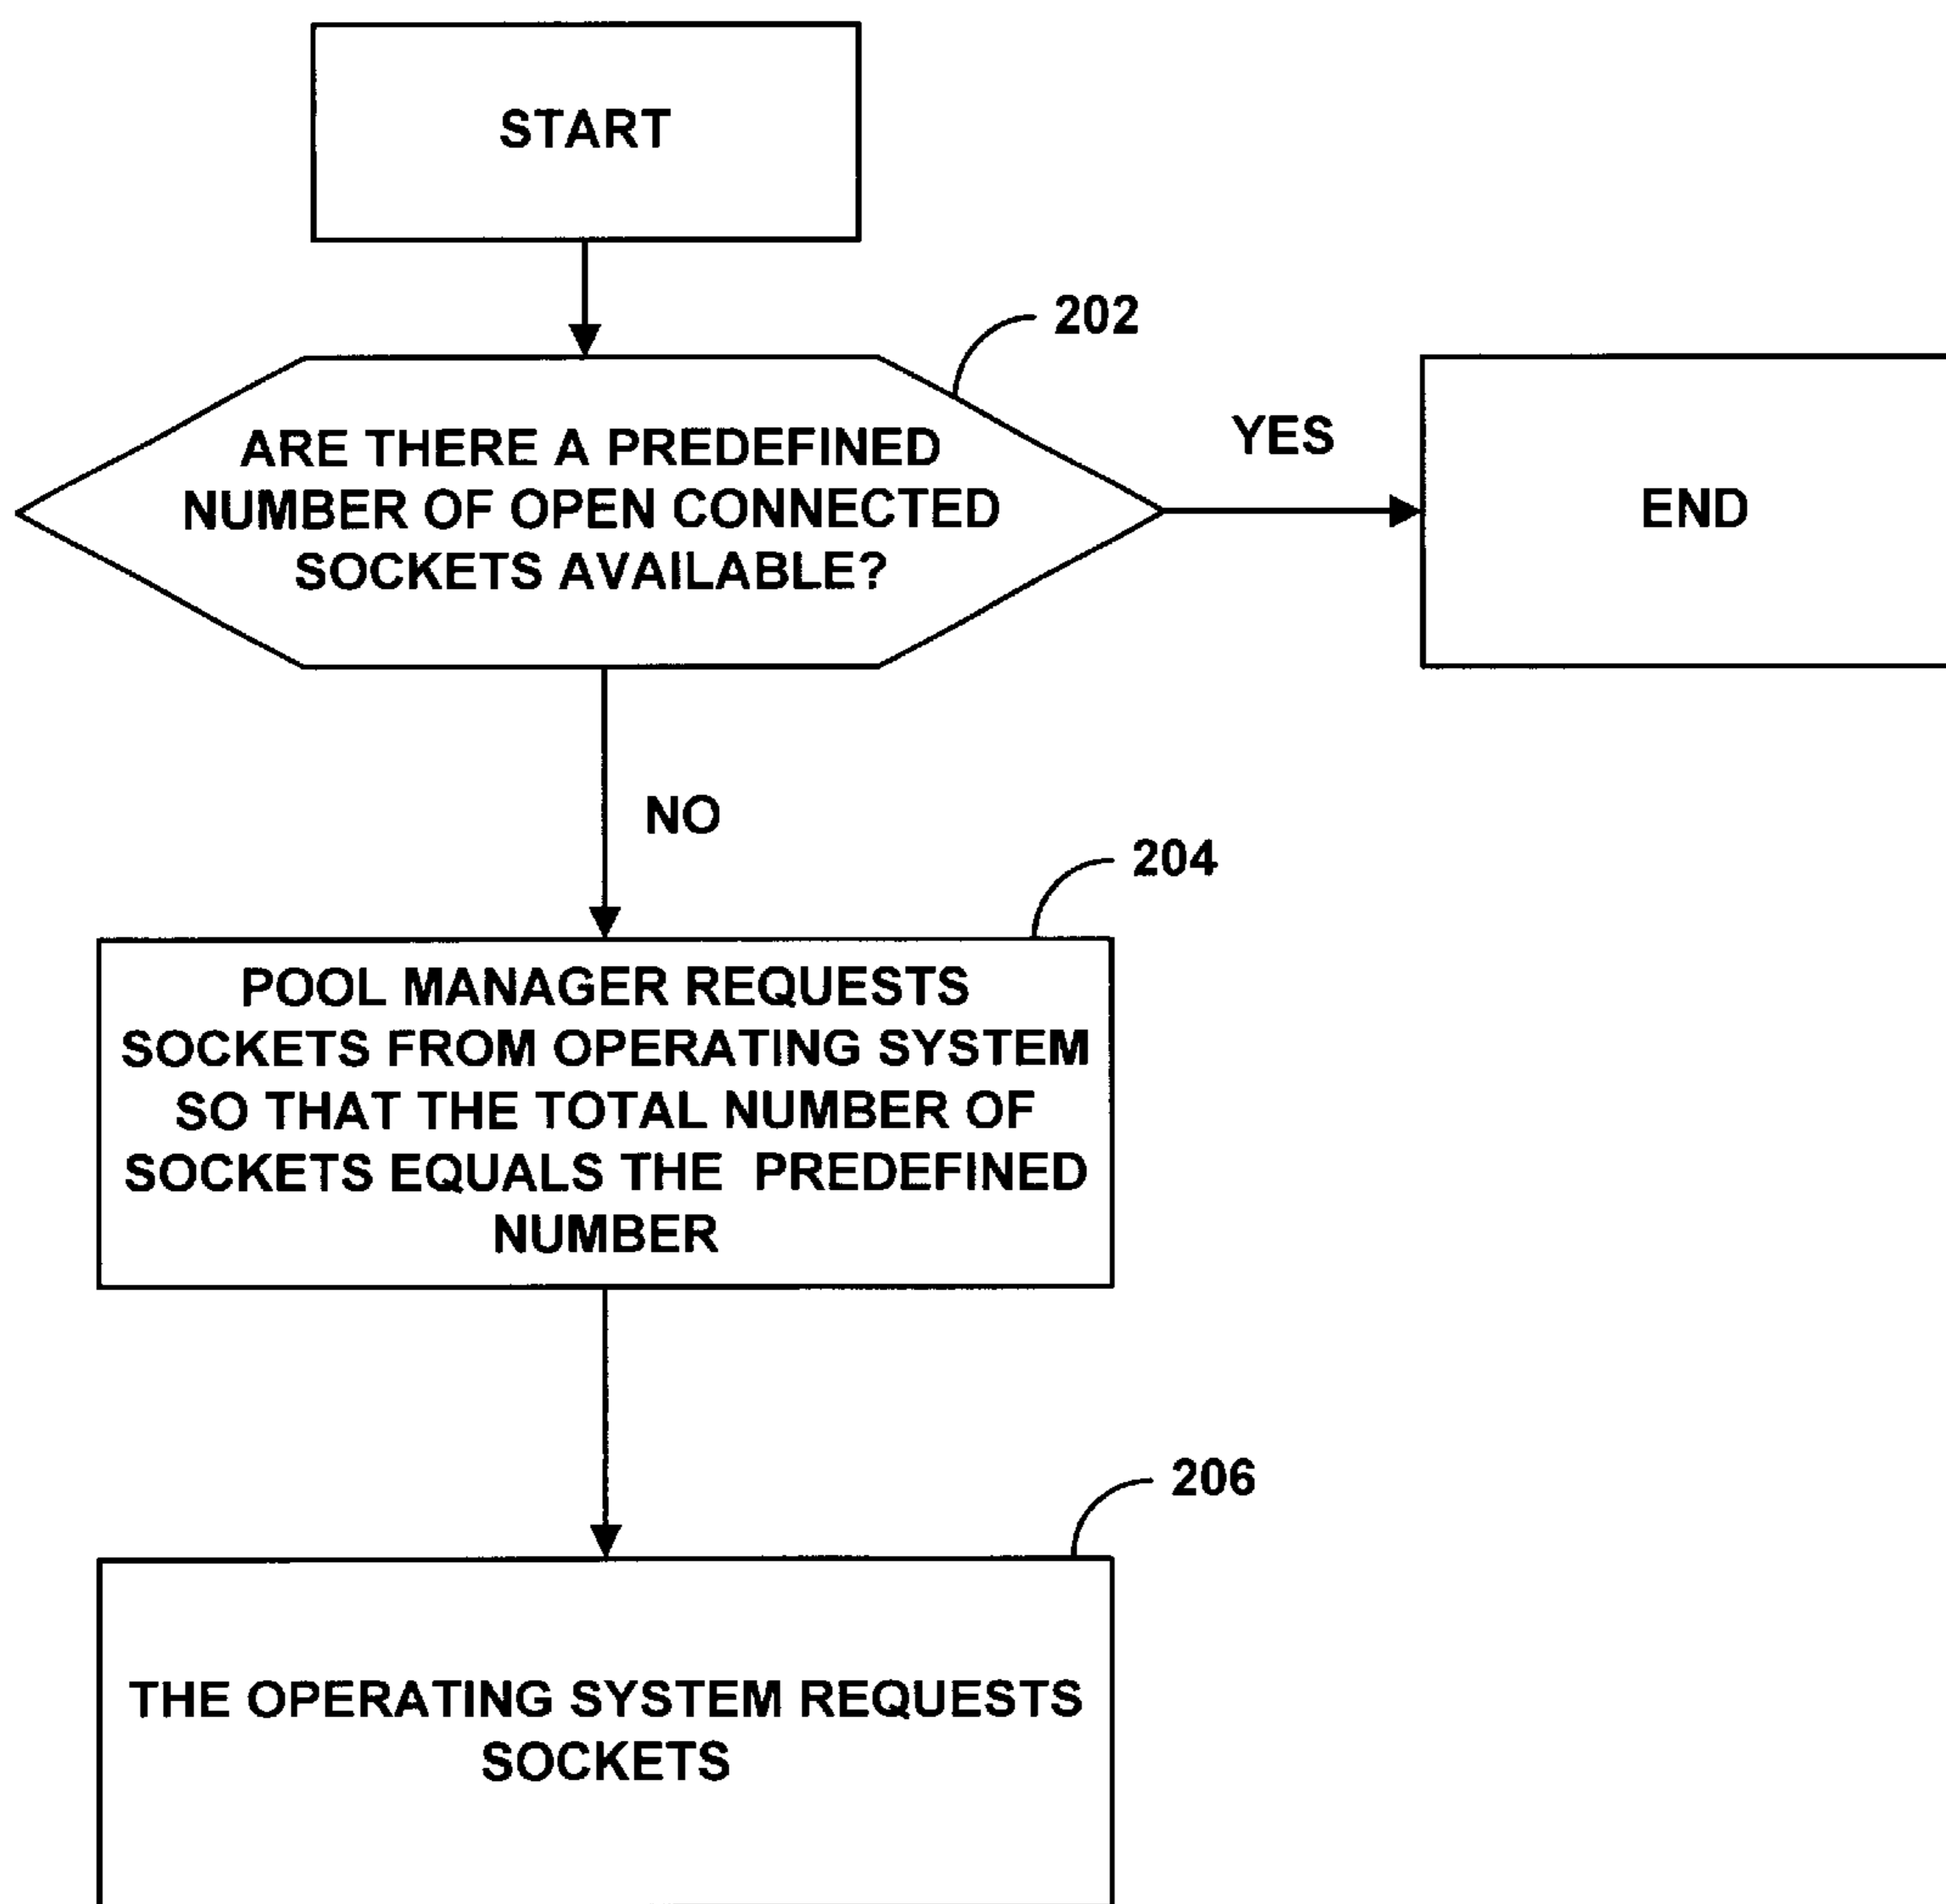 START
202
ARE THERE A PREDEFINED
NUMBER OF OPEN CONNECTED
SOCKETS AVAILABLE?
YES
END
NO
204
POOL MANAGER REQUESTS
SOCKETS FROM OPERATING SYSTEM
SO THAT THE TOTAL NUMBER OF
SOCKETS EQUALS THE PREDEFINED
NUMBER
206
THE OPERATING SYSTEM REQUESTS
SOCKETS